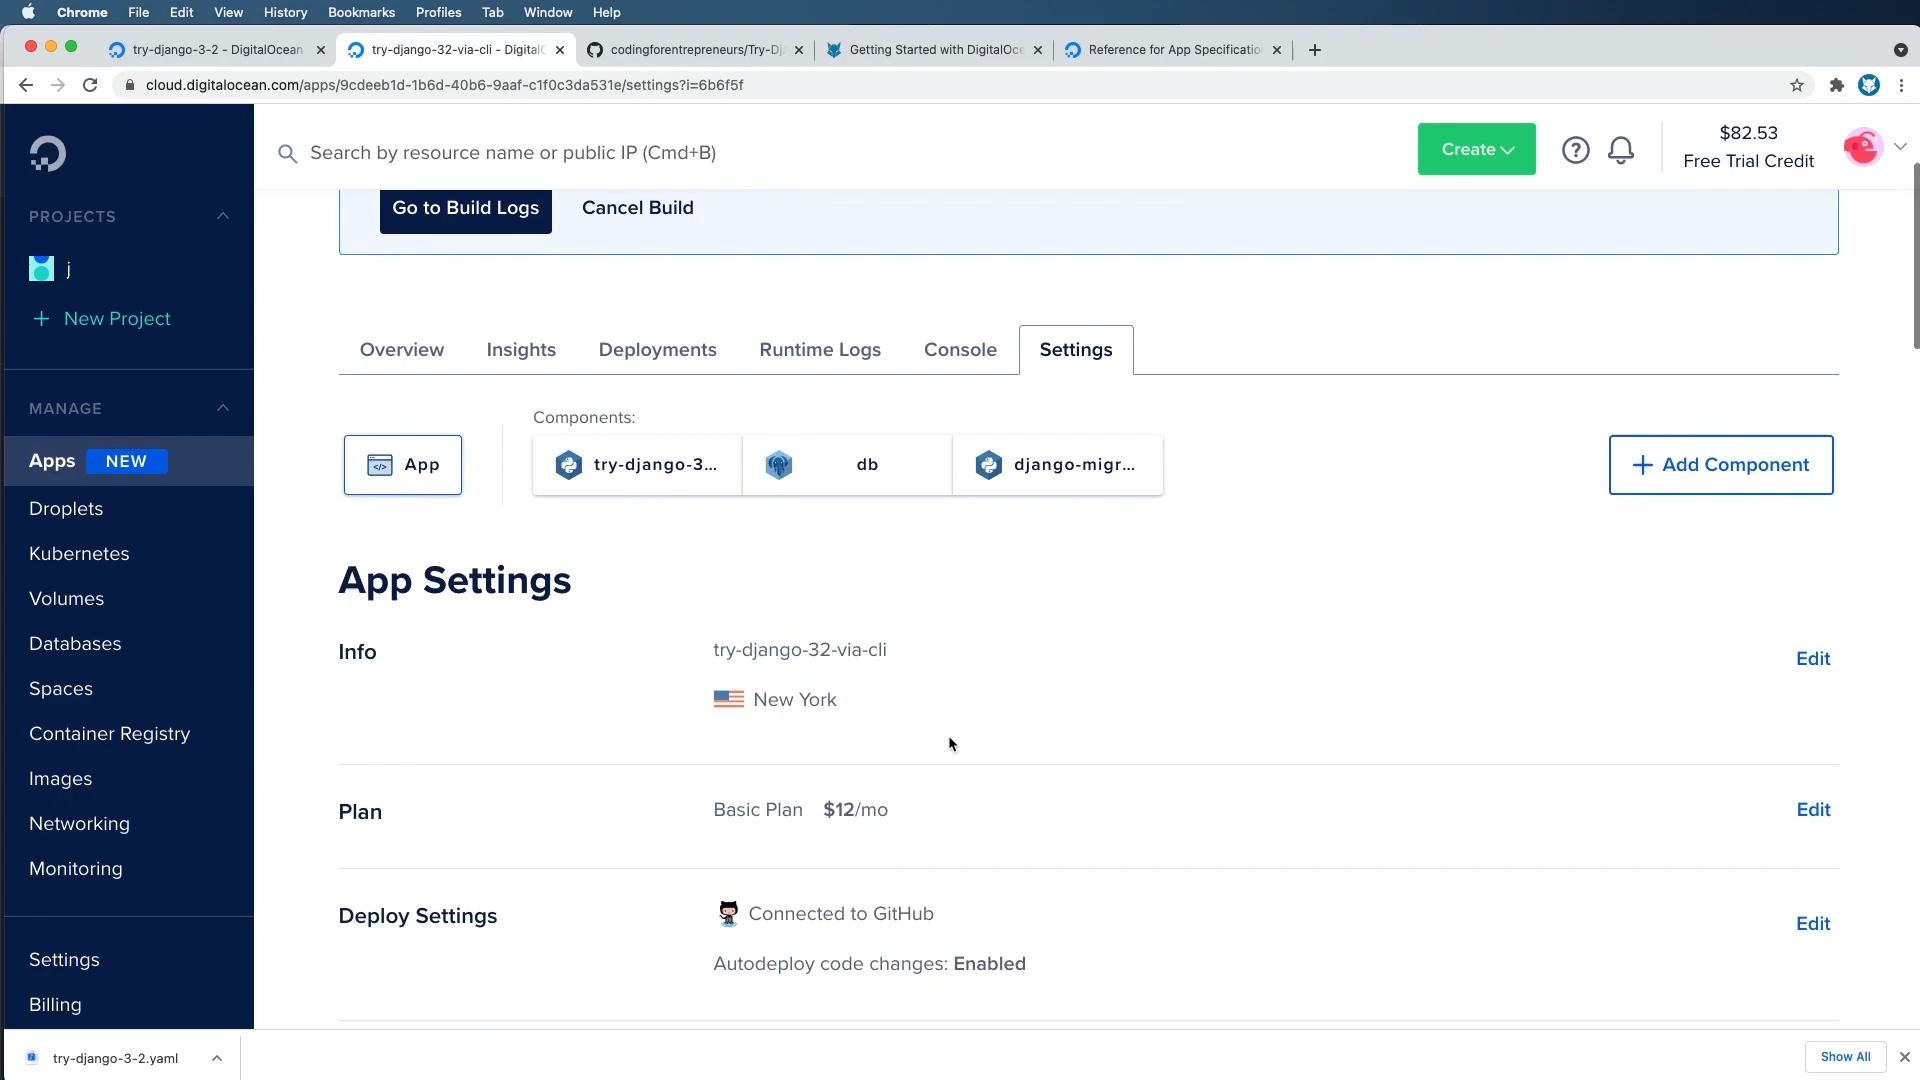 Chrome File Edit View History Bookmarks Profiles Tab Window Help
try-django-3-2 - DigitalOcean
try-django-32-via-cli - DigitalO
codingforentrepreneurs/Try-Dj
Getting Started with DigitalOce
Reference for App Specificatio
cloud.digitalocean.com/apps/9cdeeb1d-1b6d-40b6-9aaf-c1f0c3da531e/settings?i=6b6f5f
Search by resource name or public IP (Cmd+B)
Create
$82.53
Free Trial Credit
PROJECTS
j
New Project
MANAGE
Apps NEW
Droplets
Kubernetes
Volumes
Databases
Spaces
Container Registry
Images
Networking
Monitoring
Settings
Billing
Go to Build Logs
Cancel Build
Overview Insights Deployments Runtime Logs Console Settings
Components:
App
try-django-3...
db
django-migr...
Add Component
App Settings
Info
try-django-32-via-cli
New York
Edit
Plan
Basic Plan $12/mo
Edit
Deploy Settings
Connected to GitHub
Autodeploy code changes: Enabled
Edit
try-django-3-2.yaml
Show All